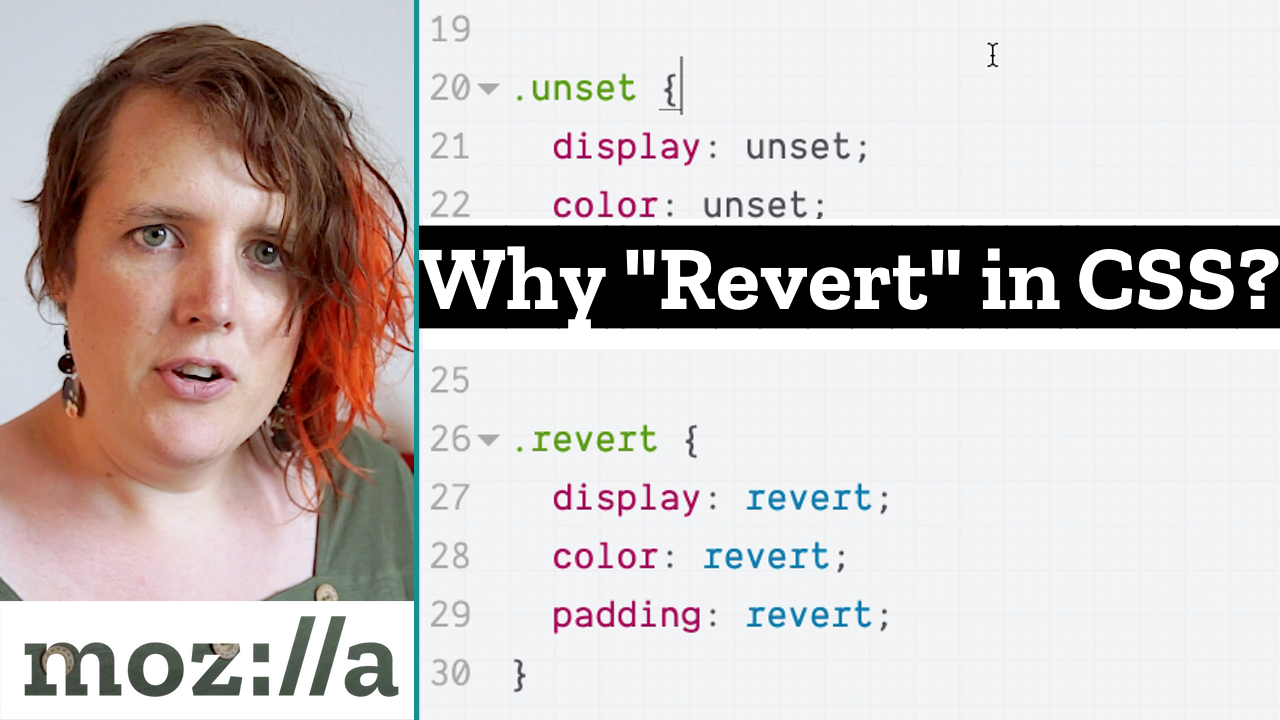 19
20 .unset {
21 display: unset;
22 color: unset;
Why "Revert" in CSS?
25
26 .revert {
27 display: revert;
28 color: revert;
29 padding: revert;
30 }
moz://a